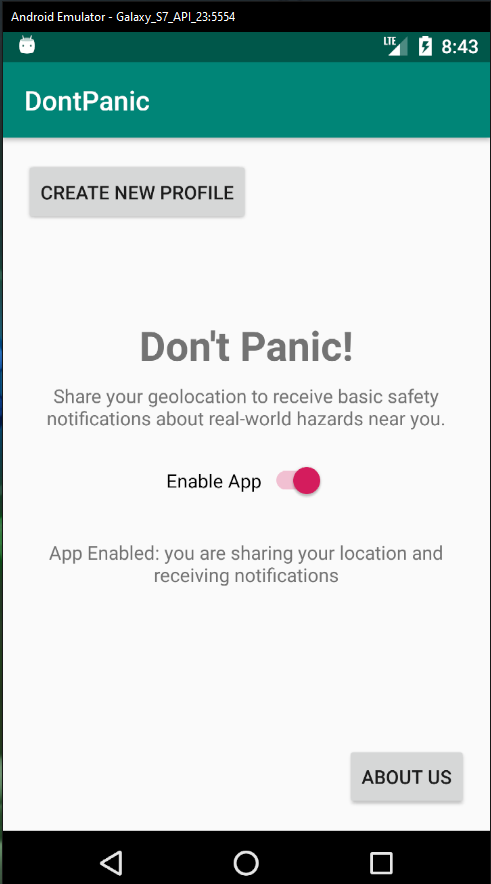 Android Emulator - Galaxy_S7_API_23:5554
LTE 8:43
DontPanic
CREATE NEW PROFILE
Don't Panic!
Share your geolocation to receive basic safety
notifications about real-world hazards near you.
Enable App
App Enabled: you are sharing your location and
receiving notifications
ABOUT US